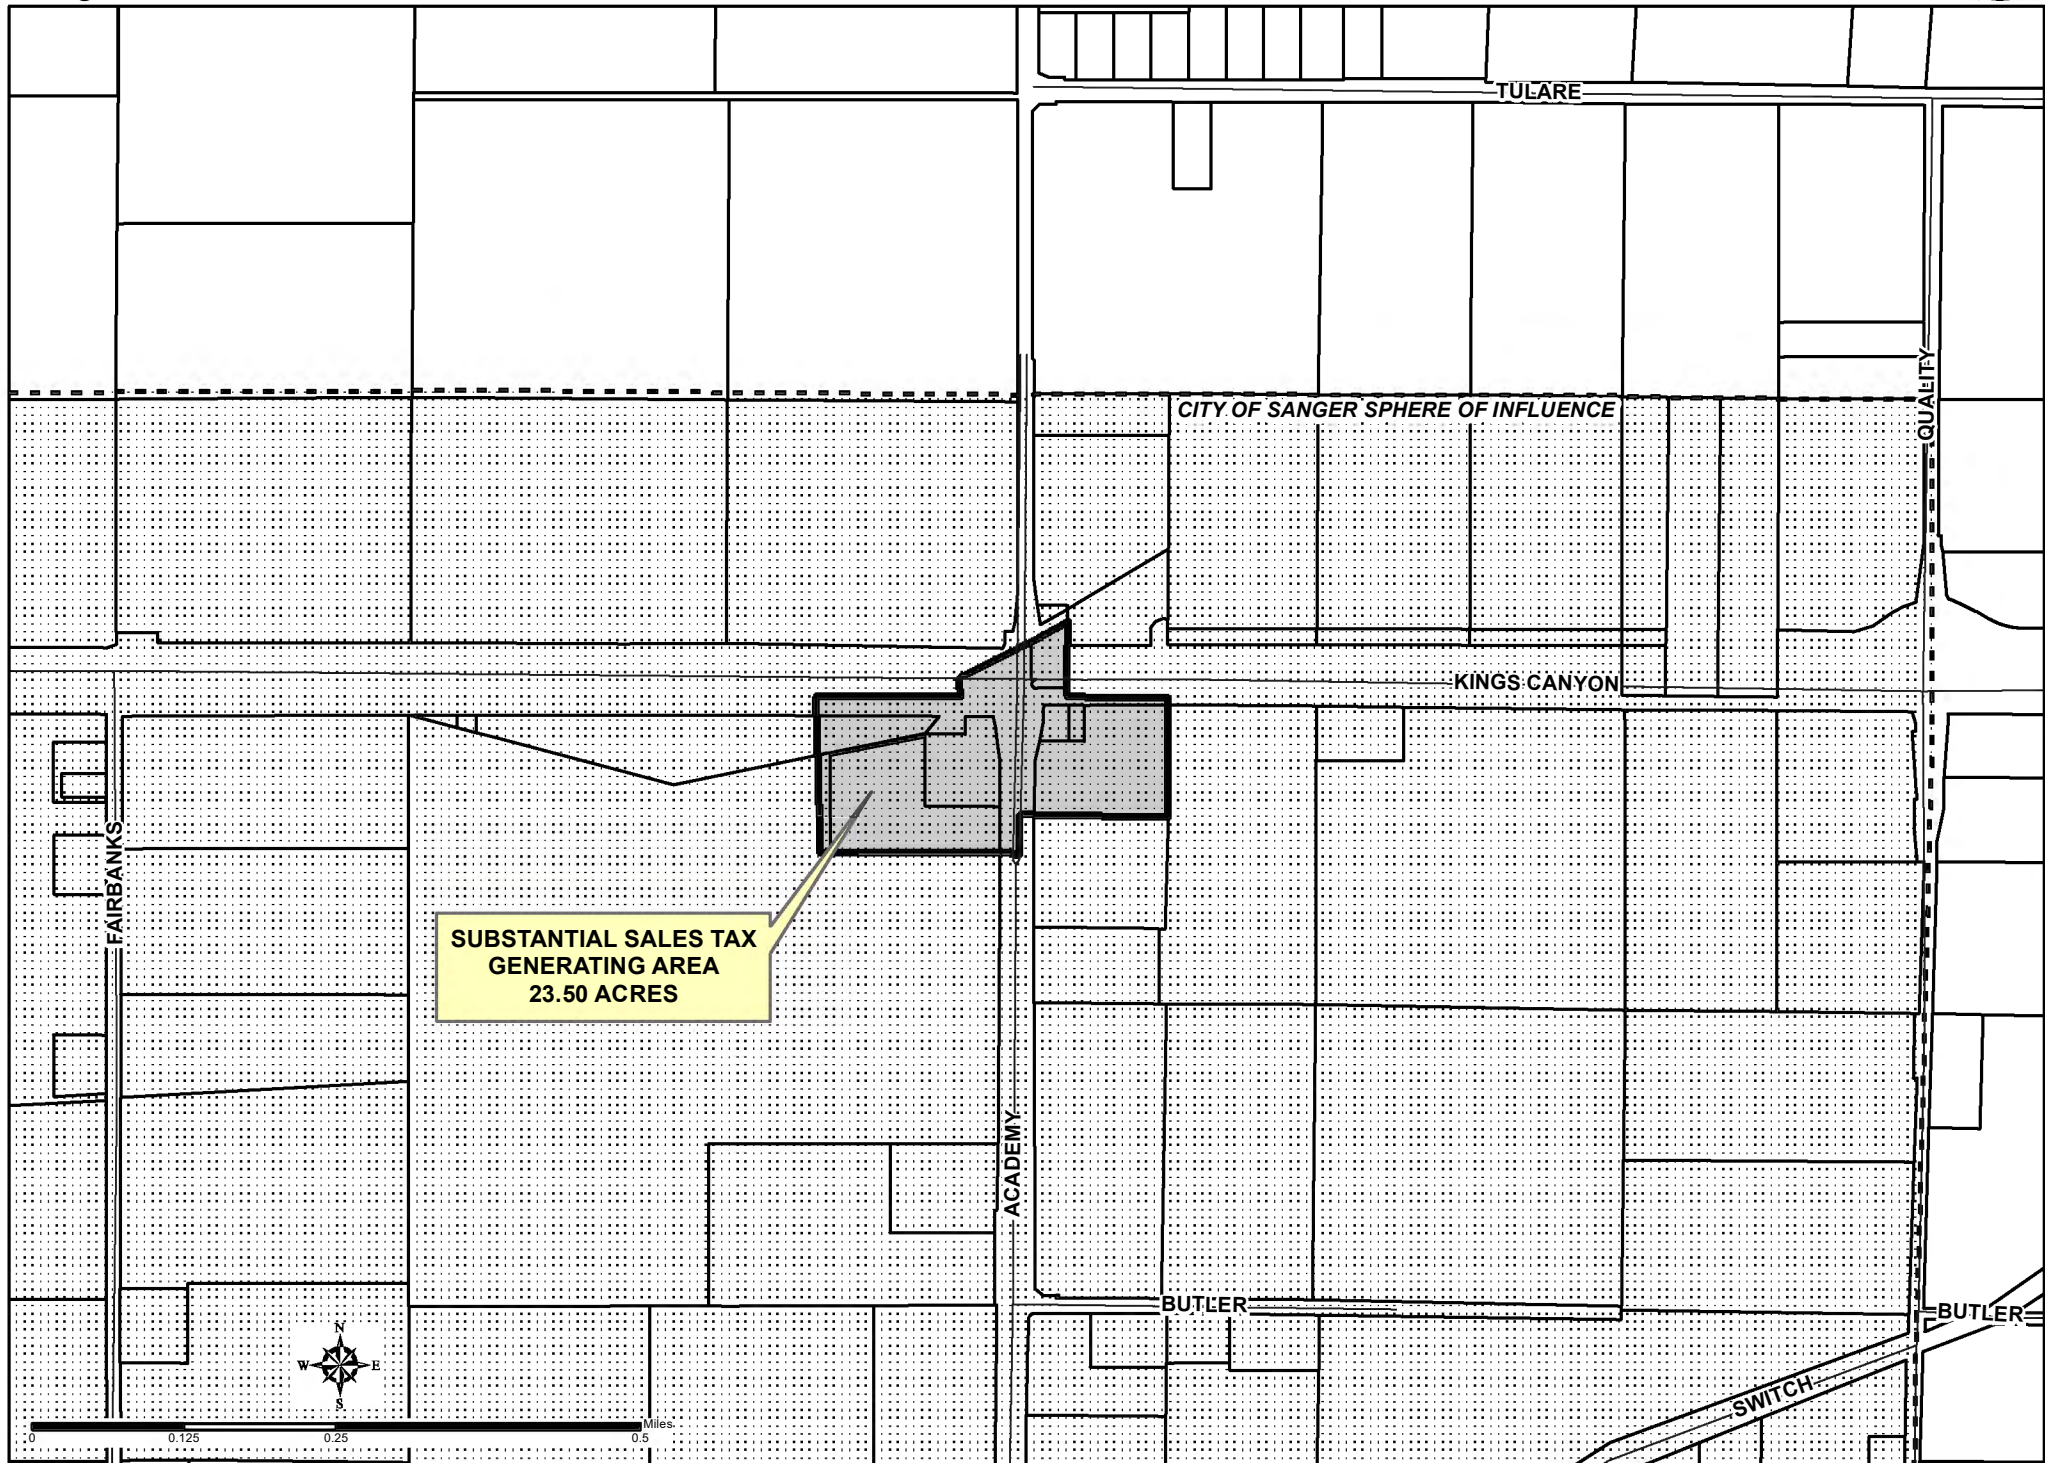 TULARE
QUALITY
CITY OF SANGER SPHERE OF INFLUENCE
KINGS CANYON
FAIRBANKS
SUBSTANTIAL SALES TAX
GENERATING AREA
23.50 ACRES
ACADEMY
BUTLER
BUTLER
SWITCH
N
W E
S
Miles
0 0.125 0.25 0.5